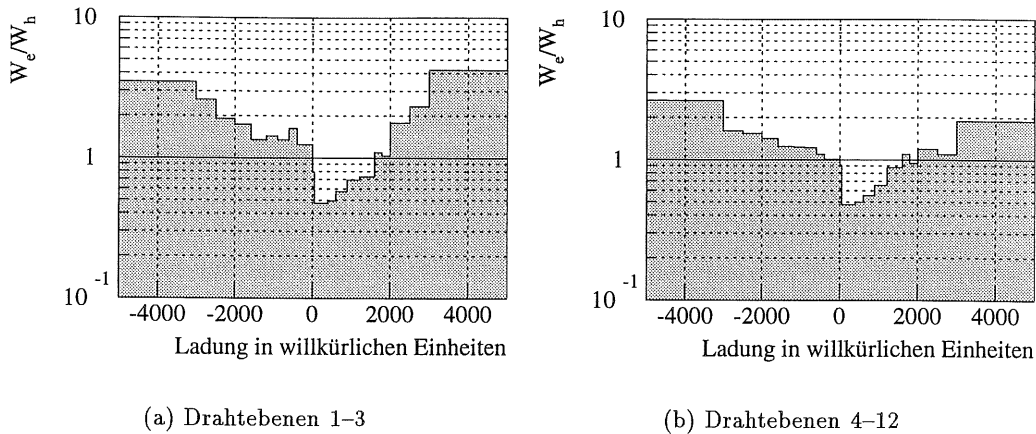 10
1
10 -1
W_e/W_h
-4000 -2000 0 2000 4000
Ladung in willkürlichen Einheiten
(a) Drahtebenen 1–3
10
1
10 -1
W_e/W_h
-4000 -2000 0 2000 4000
Ladung in willkürlichen Einheiten
(b) Drahtebenen 4–12